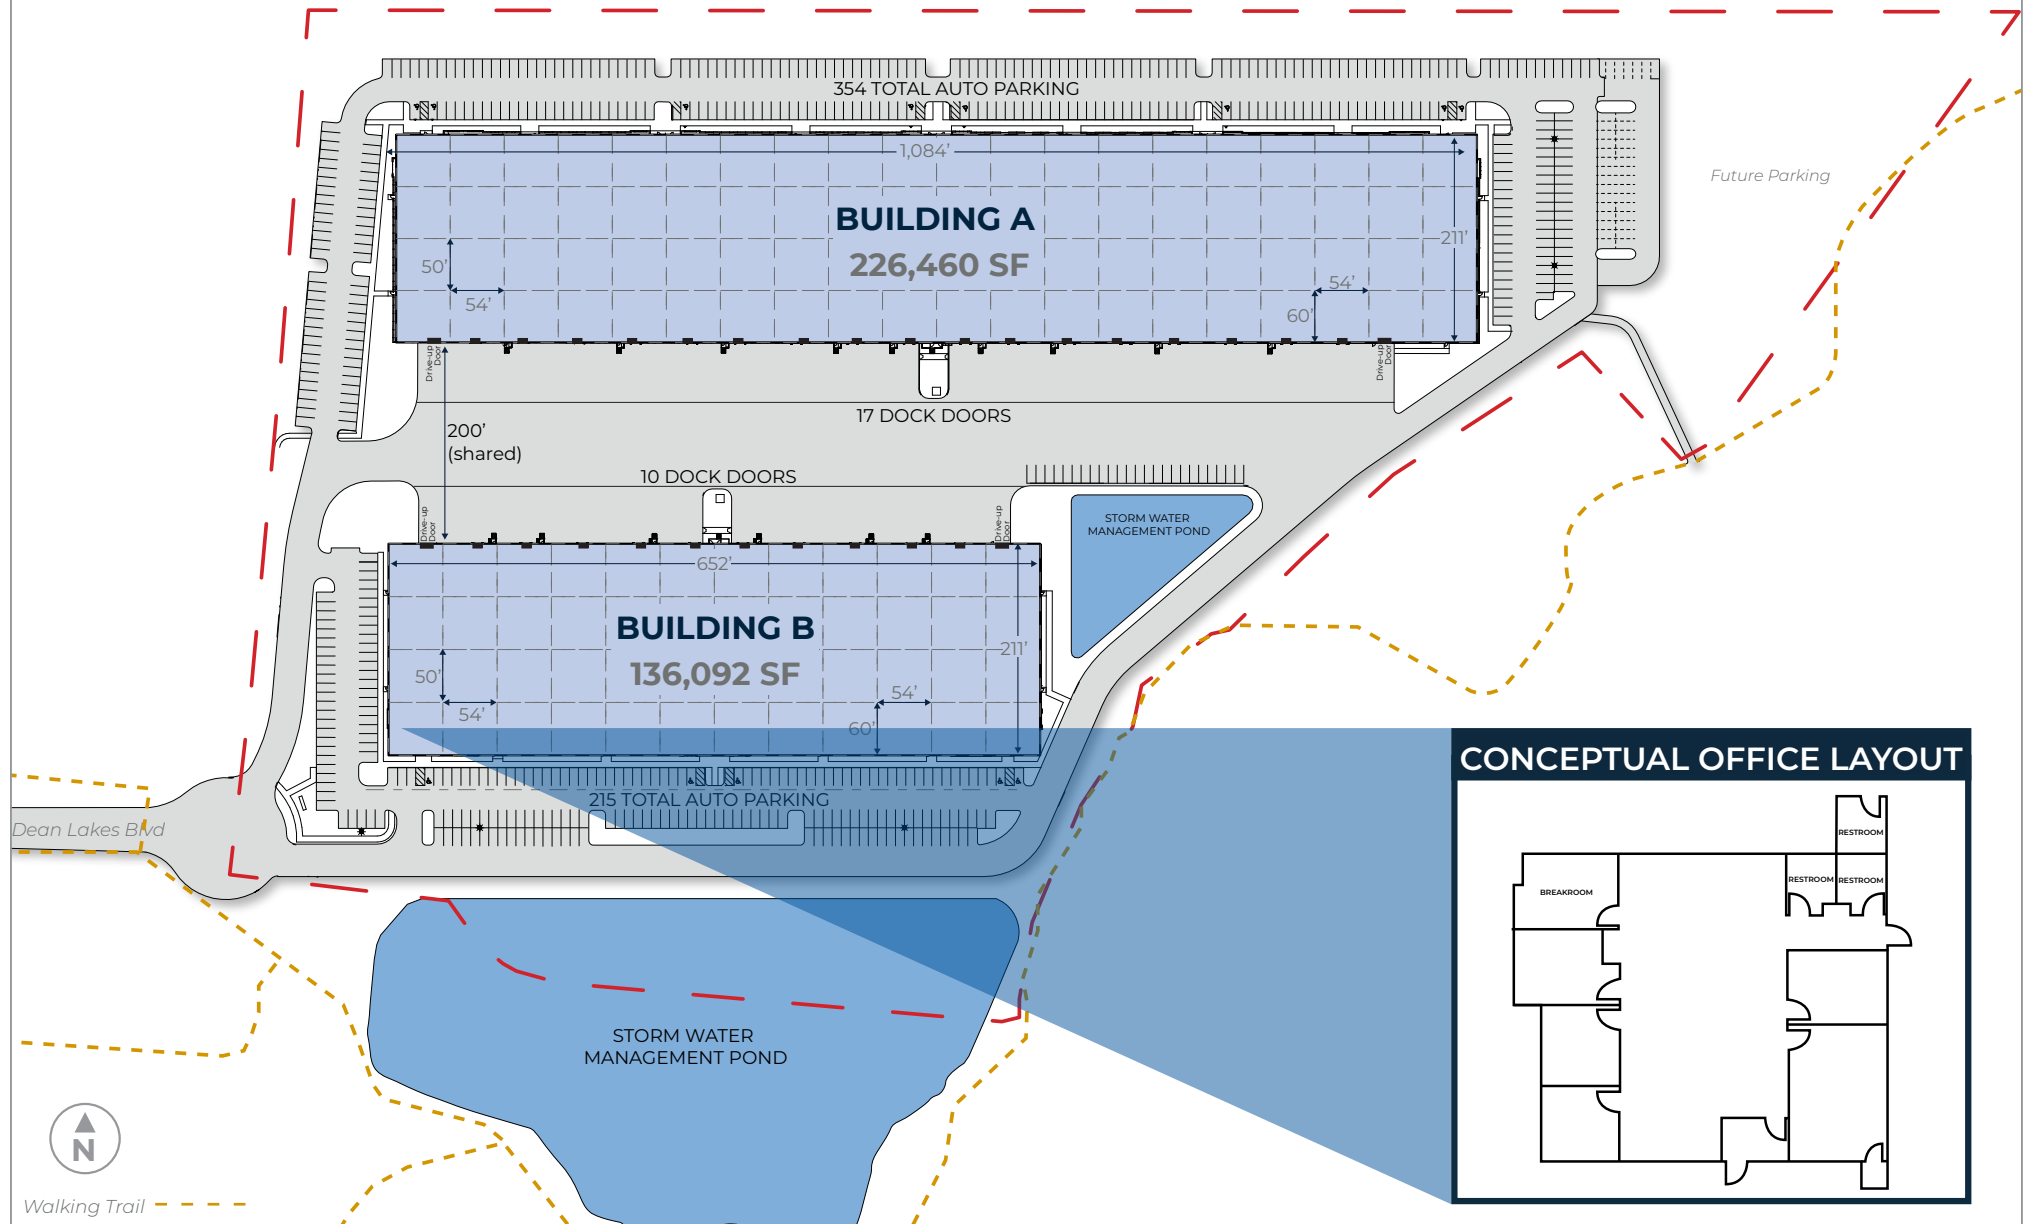 354 TOTAL AUTO PARKING
1,084'
Future Parking
BUILDING A
211'
226,460 SF
50'
54'
54'
60'
Drive-up
Door
Drive-up
Door
17 DOCK DOORS
200'
(shared)
10 DOCK DOORS
Drive-up
Door
Drive-up
Door
STORM WATER
MANAGEMENT POND
652'
BUILDING B
211'
136,092 SF
50'
54'
54'
60'
CONCEPTUAL OFFICE LAYOUT
215 TOTAL AUTO PARKING
Dean Lakes Blvd
RESTROOM
RESTROOM
RESTROOM
BREAKROOM
STORM WATER
MANAGEMENT POND
N
Walking Trail